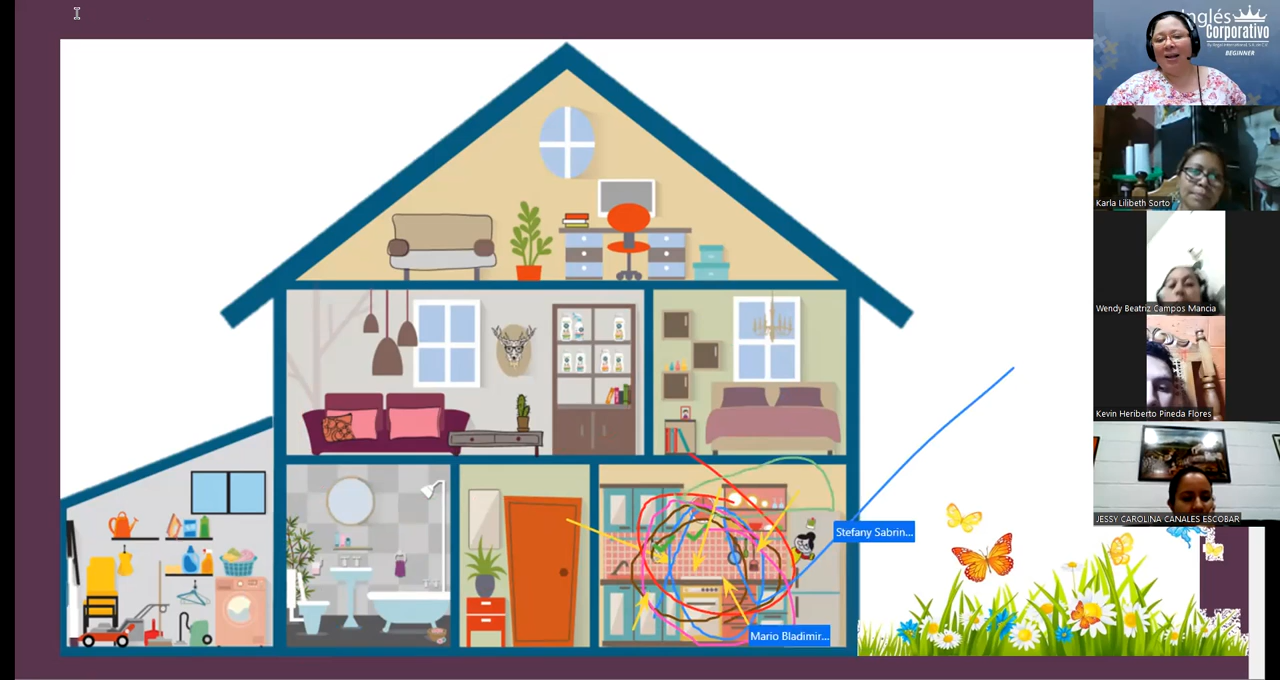 Inglés
Corporativo
BEGINNER
Karla Lilibeth Sorto
Wendy Beatriz Campos Mancia
Kevin Heriberto Pineda Flores
JESSY CAROLINA CANALES ESCOBAR
Stefany Sabrin...
Mario Bladimir...